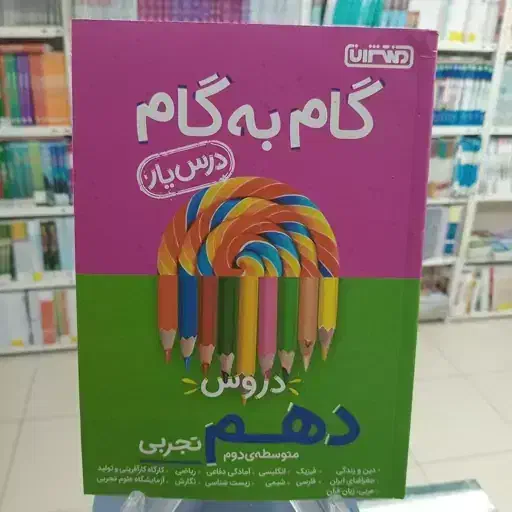 منتشران
گام به گام
درس یار
دروس
دهم
تجربی
متوسطه‌ی دوم
دین و زندگی . فیزیک . انگلیسی . آمادگی دفاعی . ریاضی . کارگاه کارآفرینی و تولید
جغرافیای ایران . فارسی . شیمی . زیست شناسی . نگارش . آزمایشگاه علوم تجربی
عربی، زبان قرآن